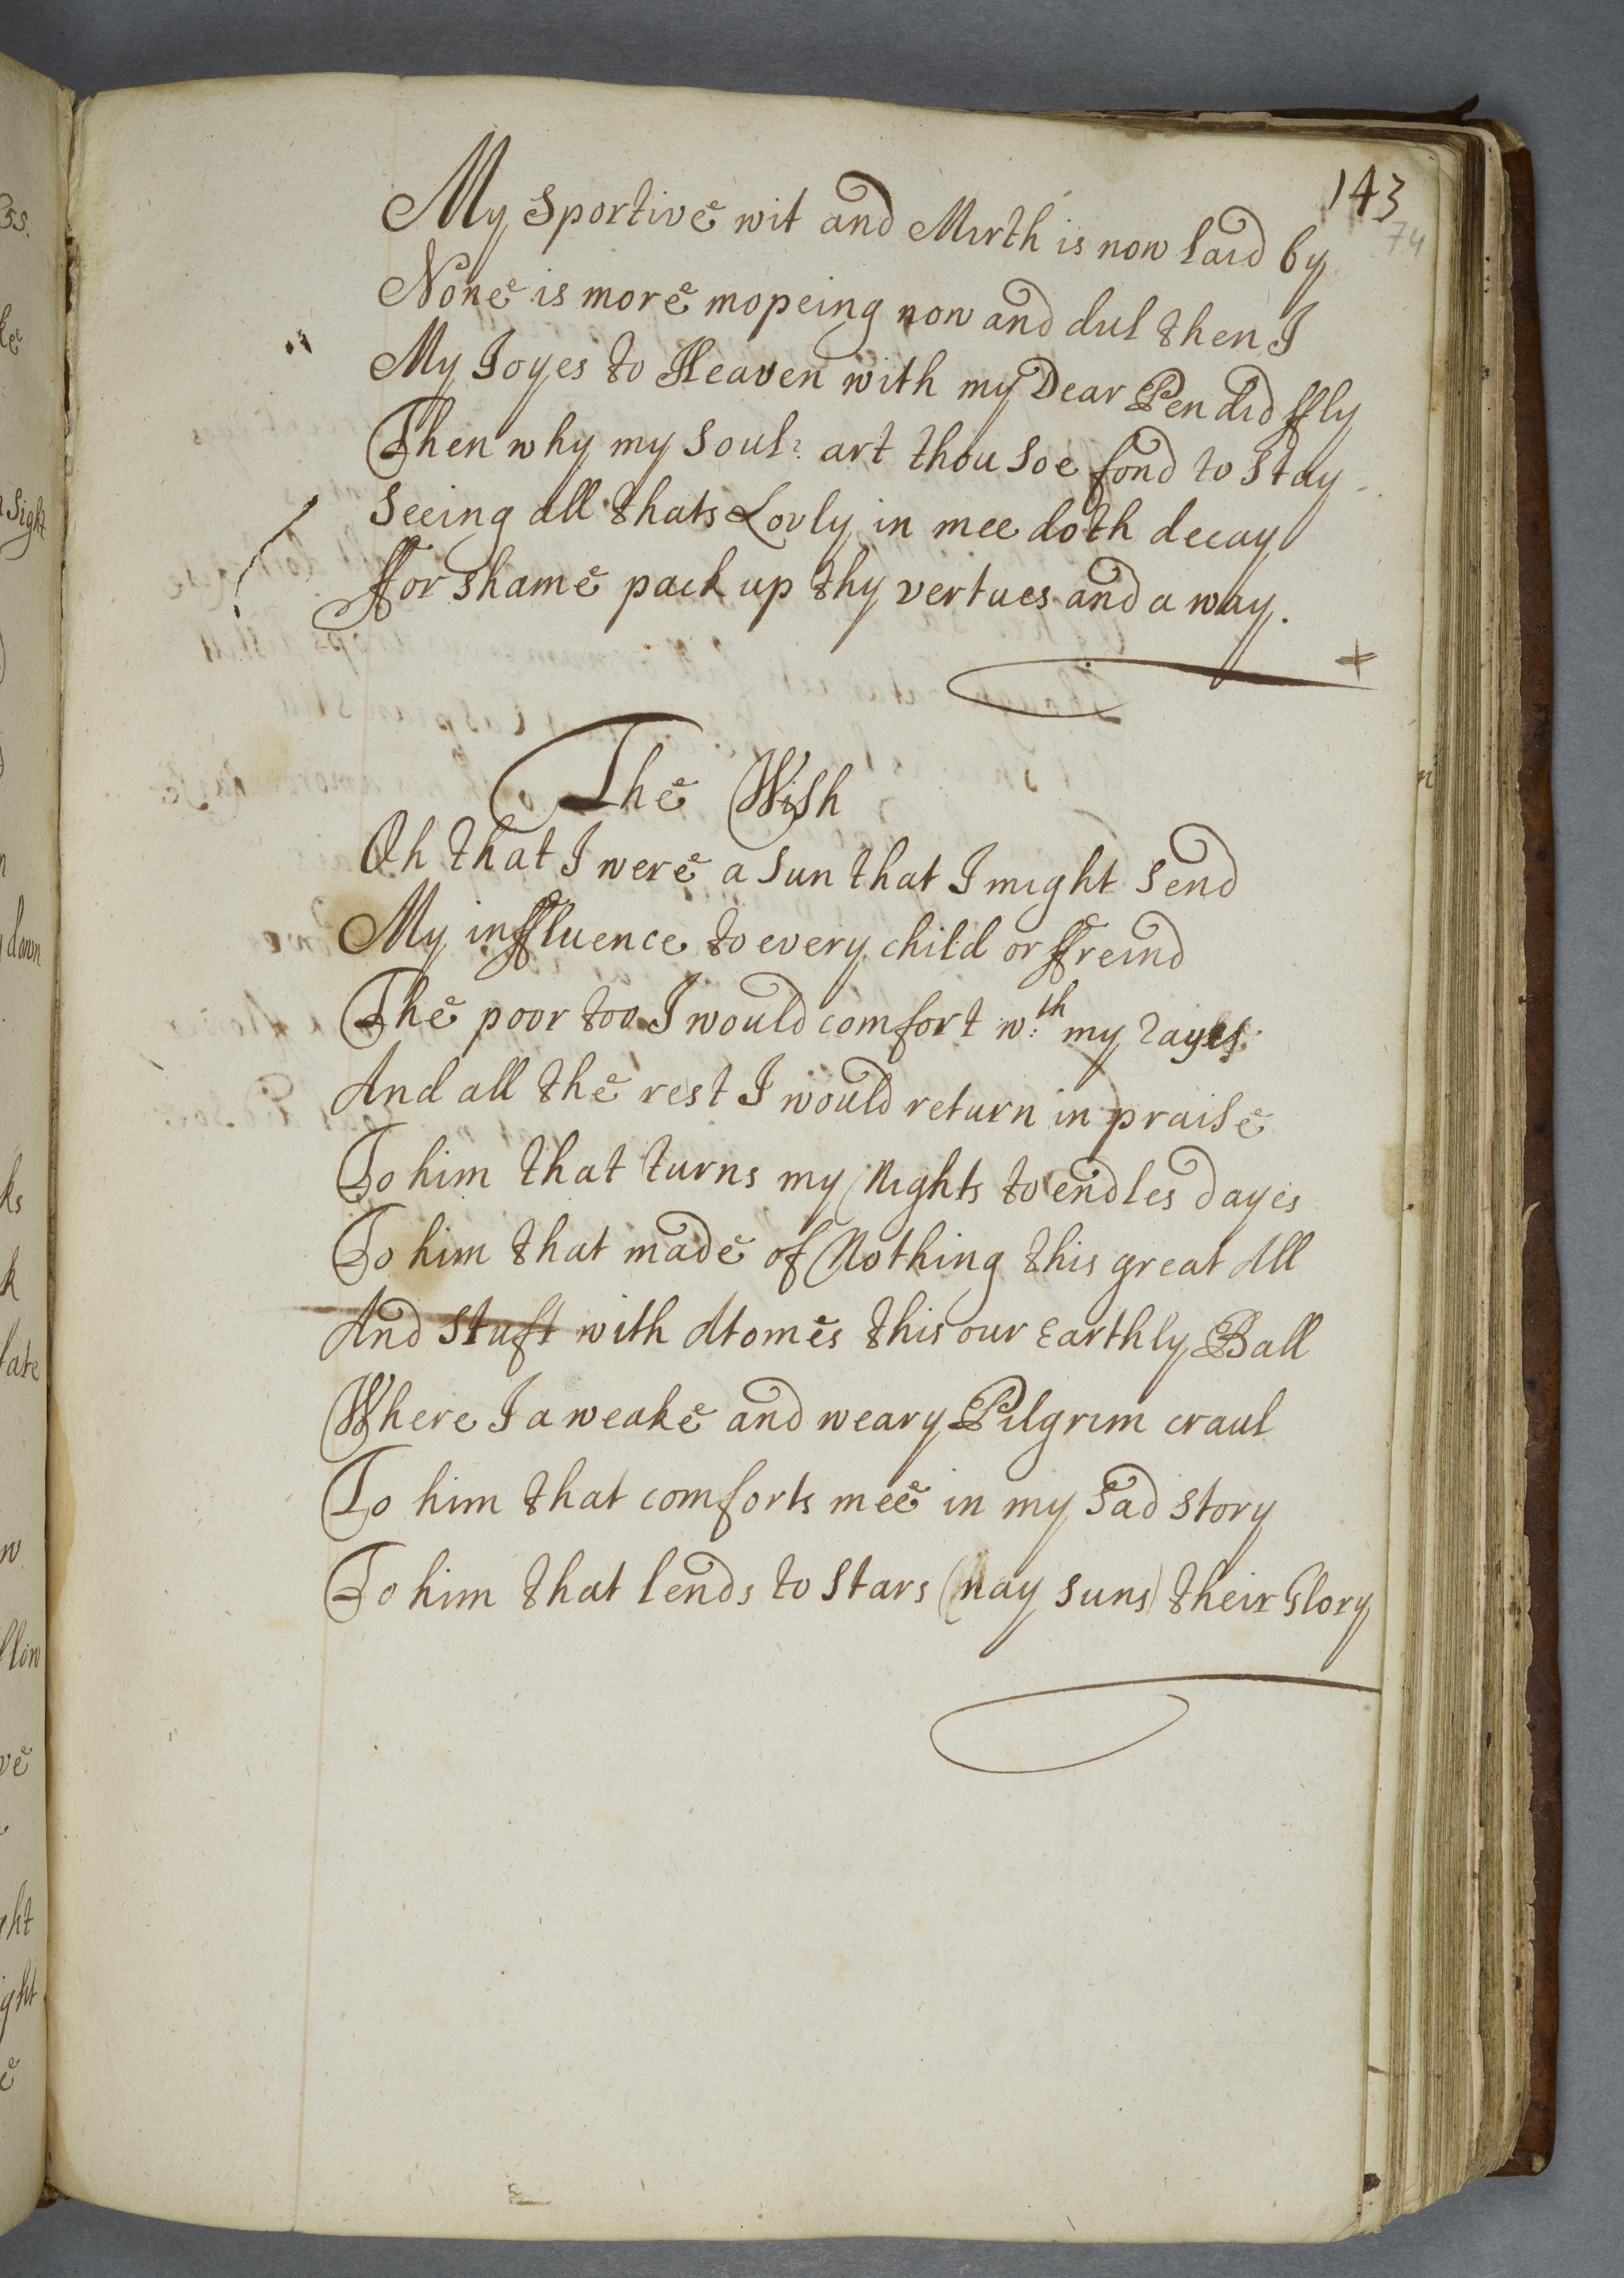 143
74
My Sportive wit and Mirth is now laid by
None is more mopeing now and dul then I
My Joyes to Heaven with my Dear Pen did ffly
Then why my Soul? art thou Soe fond to Stay
Seeing all thats Lovly in mee doth decay
ffor shame pack up thy vertues and a way.
The Wish
Oh that I were a Sun that I might Send
My inffluence to every child or ffreind
The poor too I would comfort wth my rayes
And all the rest I would return in praise
To him that turns my Nights to endles dayes
To him that made of Nothing this great All
And Stuft with Atomes this our Earthly Ball
Where I a weake and weary Pilgrim craul
To him that comforts mee in my Sad Story
To him that lends to Stars (nay Suns) their Glory